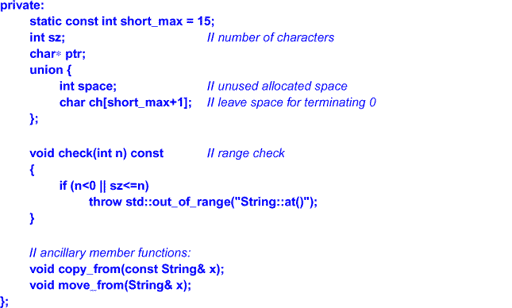 private:
static const int short_max = 15;
int sz; // number of characters
char* ptr;
union {
int space; // unused allocated space
char ch[short_max+1]; // leave space for terminating 0
};
void check(int n) const // range check
{
if (n<0 || sz<=n)
throw std::out_of_range("String::at()");
}
// ancillary member functions:
void copy_from(const String& x);
void move_from(String& x);
};